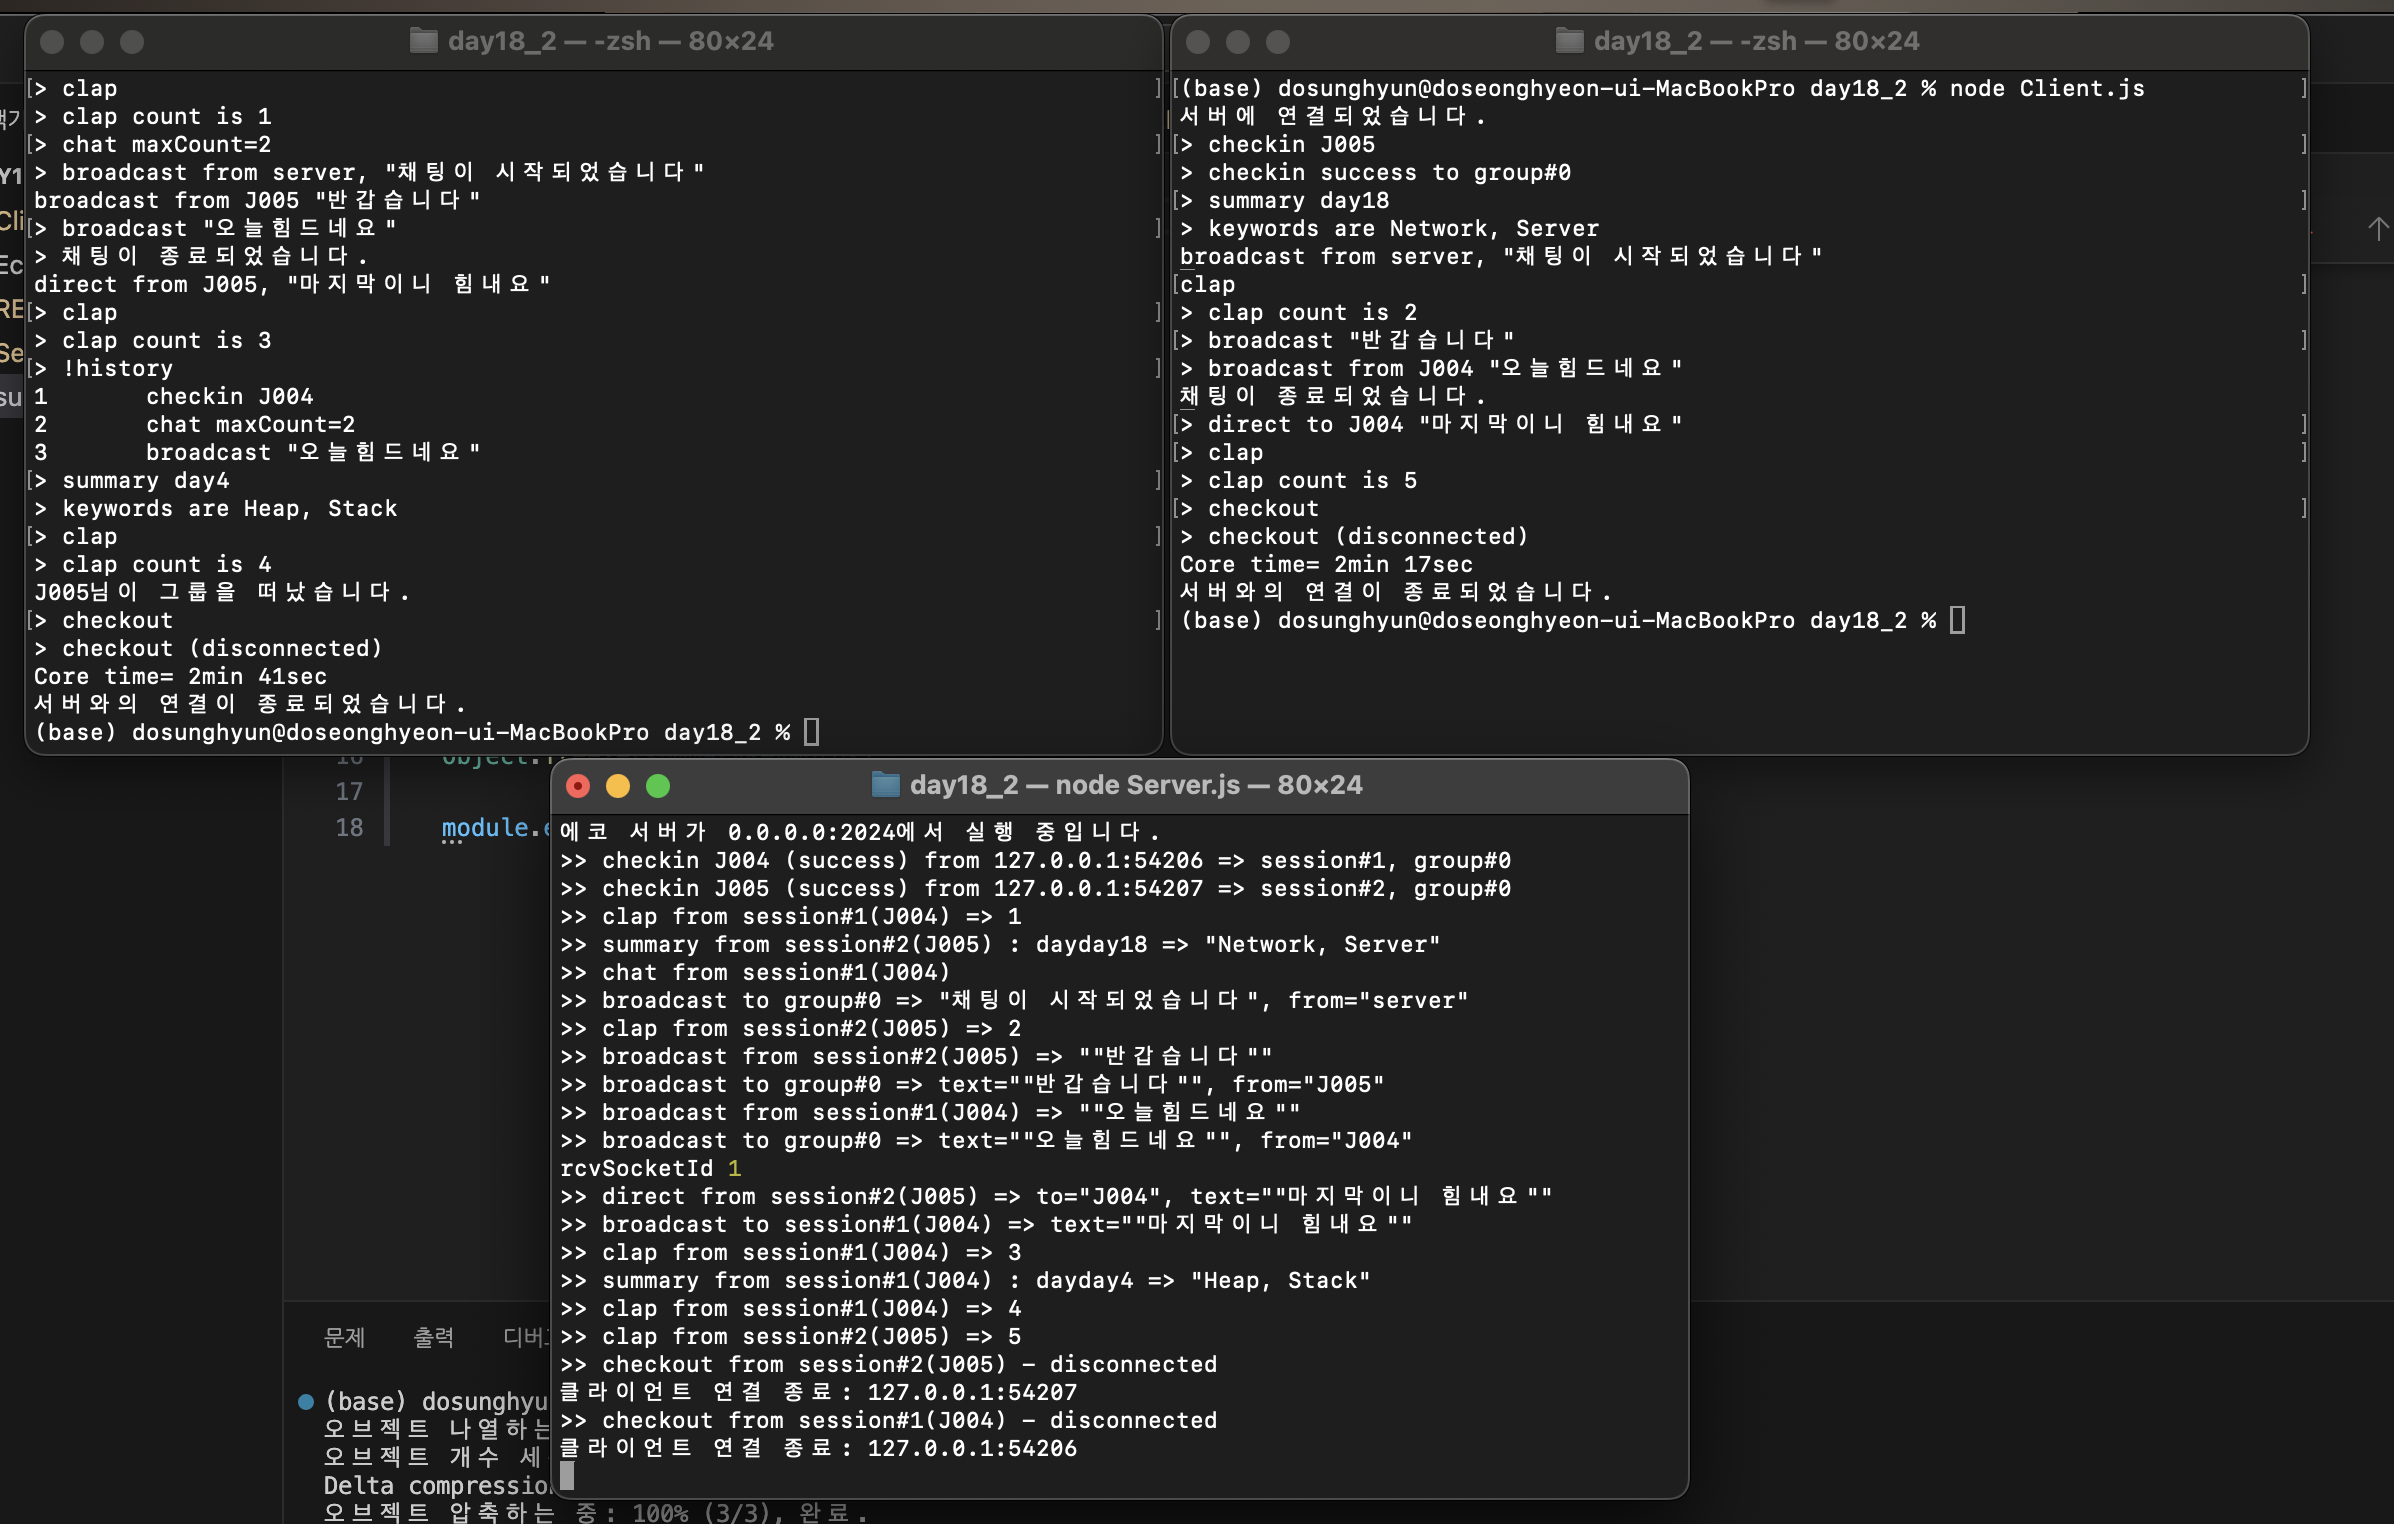 day18_2 — -zsh — 80×24
> clap
> clap count is 1
> chat maxCount=2
> broadcast from server, "채팅이 시작되었습니다"
broadcast from J005 "반갑습니다"
> broadcast "오늘힘드네요"
> 채팅이 종료되었습니다.
direct from J005, "마지막이니 힘내요"
> clap
> clap count is 3
> !history
1 checkin J004
2 chat maxCount=2
3 broadcast "오늘힘드네요"
> summary day4
> keywords are Heap, Stack
> clap
> clap count is 4
J005님이 그룹을 떠났습니다.
> checkout
> checkout (disconnected)
Core time= 2min 41sec
서버와의 연결이 종료되었습니다.
(base) dosunghyun@doseonghyeon-ui-MacBookPro day18_2 %
day18_2 — -zsh — 80×24
(base) dosunghyun@doseonghyeon-ui-MacBookPro day18_2 % node Client.js
서버에 연결되었습니다.
> checkin J005
> checkin success to group#0
> summary day18
> keywords are Network, Server
broadcast from server, "채팅이 시작되었습니다"
clap
> clap count is 2
> broadcast "반갑습니다"
> broadcast from J004 "오늘힘드네요"
채팅이 종료되었습니다.
> direct to J004 "마지막이니 힘내요"
> clap
> clap count is 5
> checkout
> checkout (disconnected)
Core time= 2min 17sec
서버와의 연결이 종료되었습니다.
(base) dosunghyun@doseonghyeon-ui-MacBookPro day18_2 %
day18_2 — node Server.js — 80×24
에코 서버가 0.0.0.0:2024에서 실행 중입니다.
>> checkin J004 (success) from 127.0.0.1:54206 => session#1, group#0
>> checkin J005 (success) from 127.0.0.1:54207 => session#2, group#0
>> clap from session#1(J004) => 1
>> summary from session#2(J005) : dayday18 => "Network, Server"
>> chat from session#1(J004)
>> broadcast to group#0 => "채팅이 시작되었습니다", from="server"
>> clap from session#2(J005) => 2
>> broadcast from session#2(J005) => ""반갑습니다""
>> broadcast to group#0 => text=""반갑습니다"", from="J005"
>> broadcast from session#1(J004) => ""오늘힘드네요""
>> broadcast to group#0 => text=""오늘힘드네요"", from="J004"
rcvSocketId 1
>> direct from session#2(J005) => to="J004", text=""마지막이니 힘내요""
>> broadcast to session#1(J004) => text=""마지막이니 힘내요""
>> clap from session#1(J004) => 3
>> summary from session#1(J004) : dayday4 => "Heap, Stack"
>> clap from session#1(J004) => 4
>> clap from session#2(J005) => 5
>> checkout from session#2(J005) - disconnected
클라이언트 연결 종료: 127.0.0.1:54207
>> checkout from session#1(J004) - disconnected
클라이언트 연결 종료: 127.0.0.1:54206
17
18 module.
문제 출력
(base) dosunghyu
오브젝트 나열하는
오브젝트 개수 세
Delta compressio
오브젝트 압축하는 중: 100% (3/3), 완료.